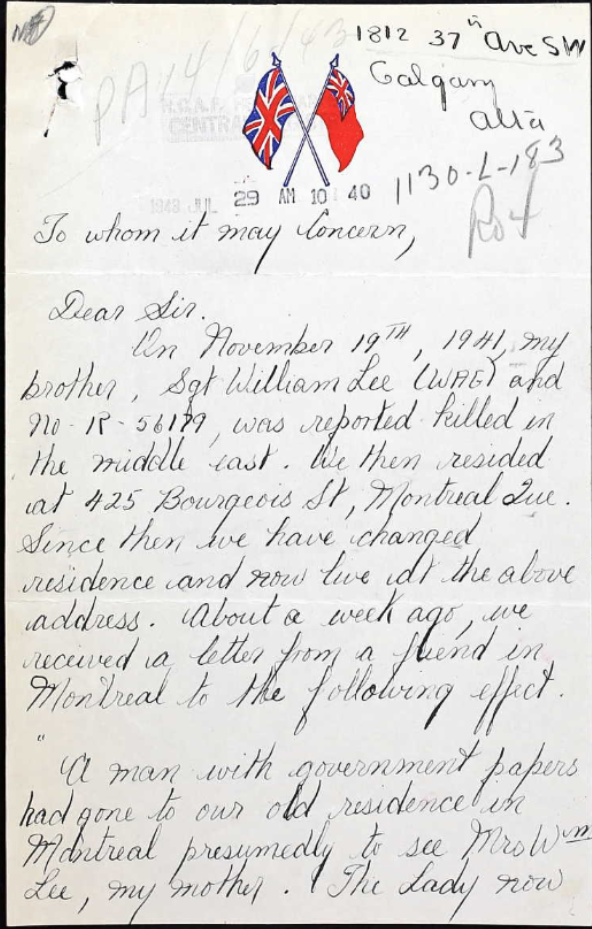 1812 37th Ave SW
Calgary
Alta
PA 14/6/43
R.C.A.F.
CENTRAL
1943 JUL 29 AM 10 40
1130-L-183
To whom it may Concern,
Dear Sir.
On November 19TH, 1941, my
brother, Sgt William Lee (WAG) and
No - R - 56179, was reported killed in
the middle east. We then resided
at 425 Bourgeois St, Montreal Que.
Since then we have changed
residence and now live at the above
address. About a week ago, we
received a letter from a friend in
Montreal to the following effect.
"
A man with government papers
had gone to our old residence in
Montreal presumedly to see Mrs Wm
Lee, my mother. The Lady now